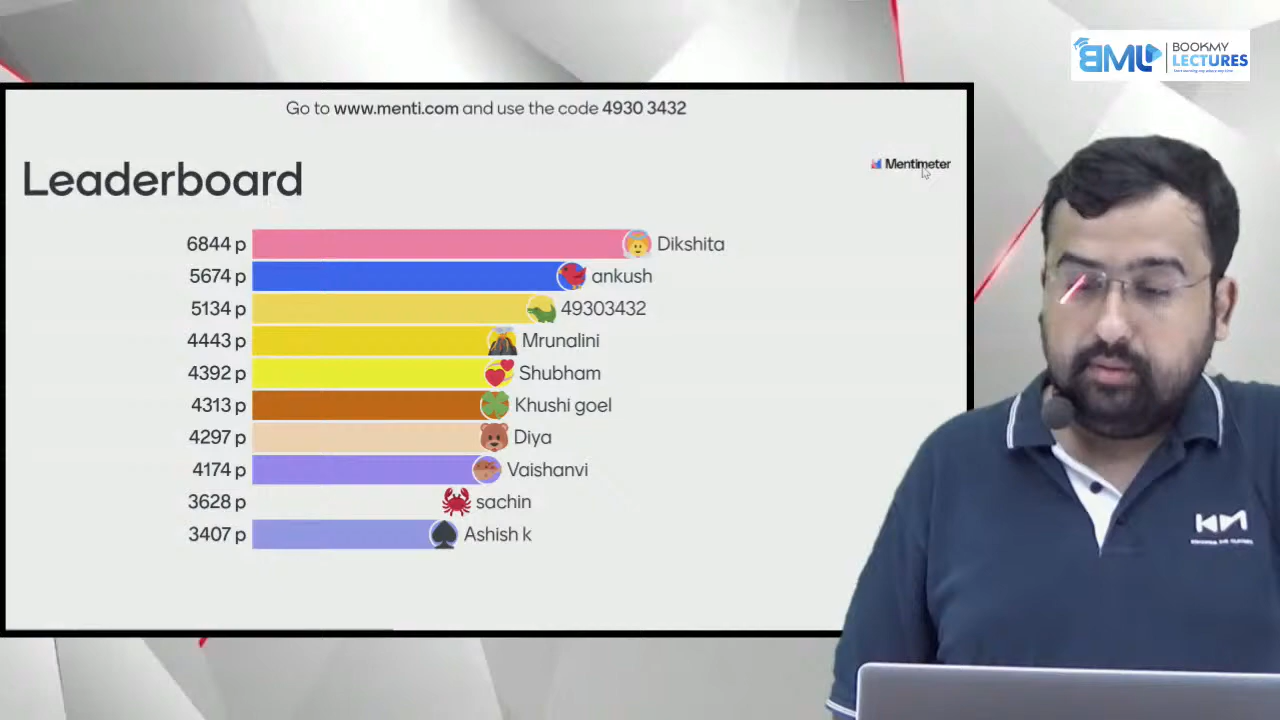 BML BOOKMY
LECTURES
Go to www.menti.com and use the code 4930 3432
Mentimeter
Leaderboard
6844 p Dikshita
5674 p ankush
5134 p 49303432
4443 p Mrunalini
4392 p Shubham
4313 p Khushi goel
4297 p Diya
4174 p Vaishanvi
3628 p sachin
3407 p Ashish k